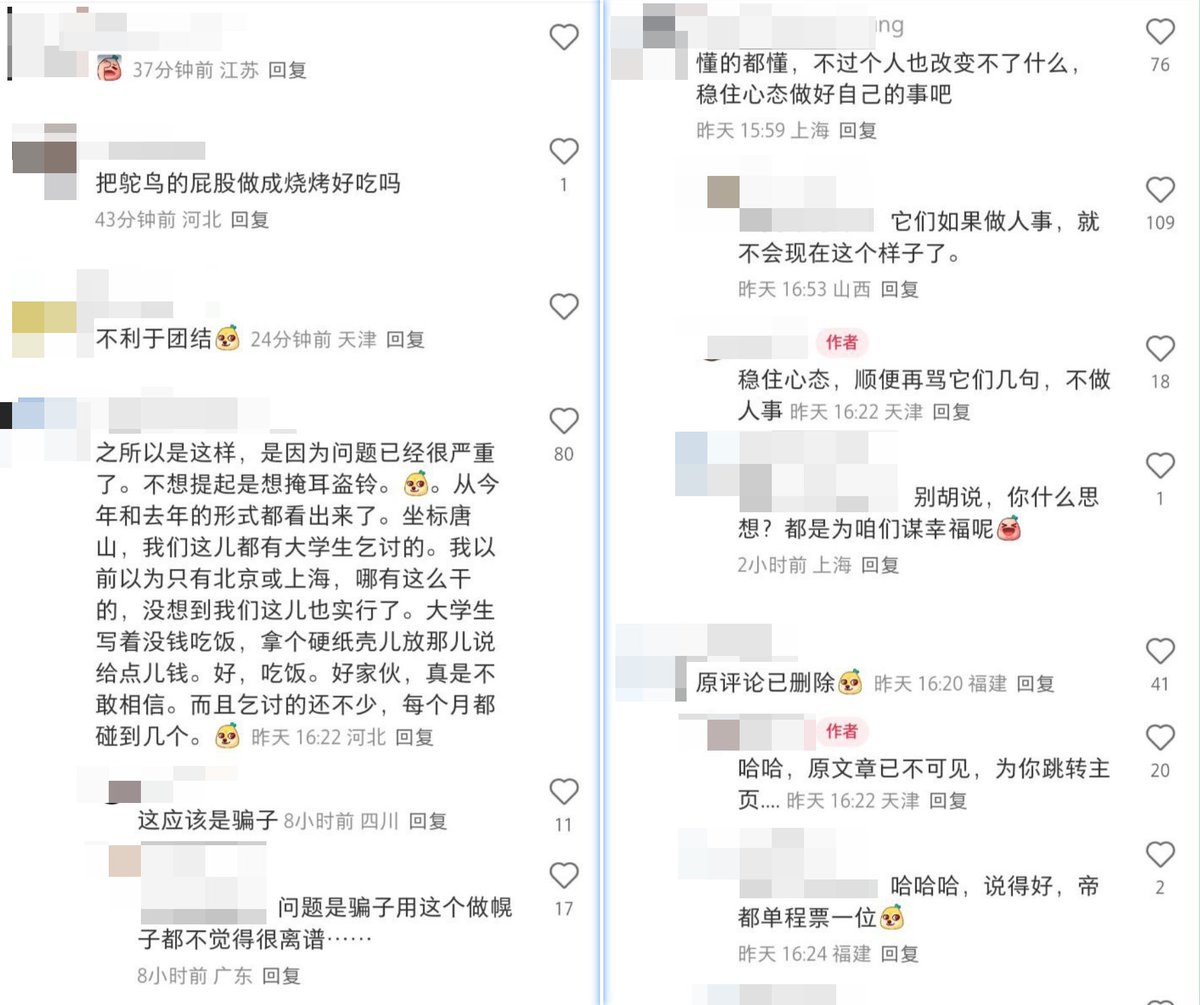 37分钟前 江苏 回复
把鸵鸟的屁股做成烧烤好吃吗
1
43分钟前 河北 回复
不利于团结 24分钟前 天津 回复
之所以是这样，是因为问题已经很严重
80
了。不想提起是想掩耳盗铃。。从今
年和去年的形式都看出来了。坐标唐
山，我们这儿都有大学生乞讨的。我以
前以为只有北京或上海，哪有这么干
的，没想到我们这儿也实行了。大学生
写着没钱吃饭，拿个硬纸壳儿放那儿说
给点儿钱。好，吃饭。好家伙，真是不
敢相信。而且乞讨的还不少，每个月都
碰到几个。 昨天 16:22 河北 回复
这应该是骗子 8小时前 四川 回复
11
问题是骗子用这个做幌
17
子都不觉得很离谱……
8小时前 广东 回复
ung
懂的都懂，不过个人也改变不了什么，
76
稳住心态做好自己的事吧
昨天 15:59 上海 回复
它们如果做人事，就
109
不会现在这个样子了。
昨天 16:53 山西 回复
作者
稳住心态，顺便再骂它们几句，不做
18
人事 昨天 16:22 天津 回复
别胡说，你什么思
1
想？都是为咱们谋幸福呢
2小时前 上海 回复
原评论已删除 昨天 16:20 福建 回复
41
作者
哈哈，原文章已不可见，为你跳转主
20
页.... 昨天 16:22 天津 回复
哈哈哈，说得好，帝
2
都单程票一位
昨天 16:24 福建 回复